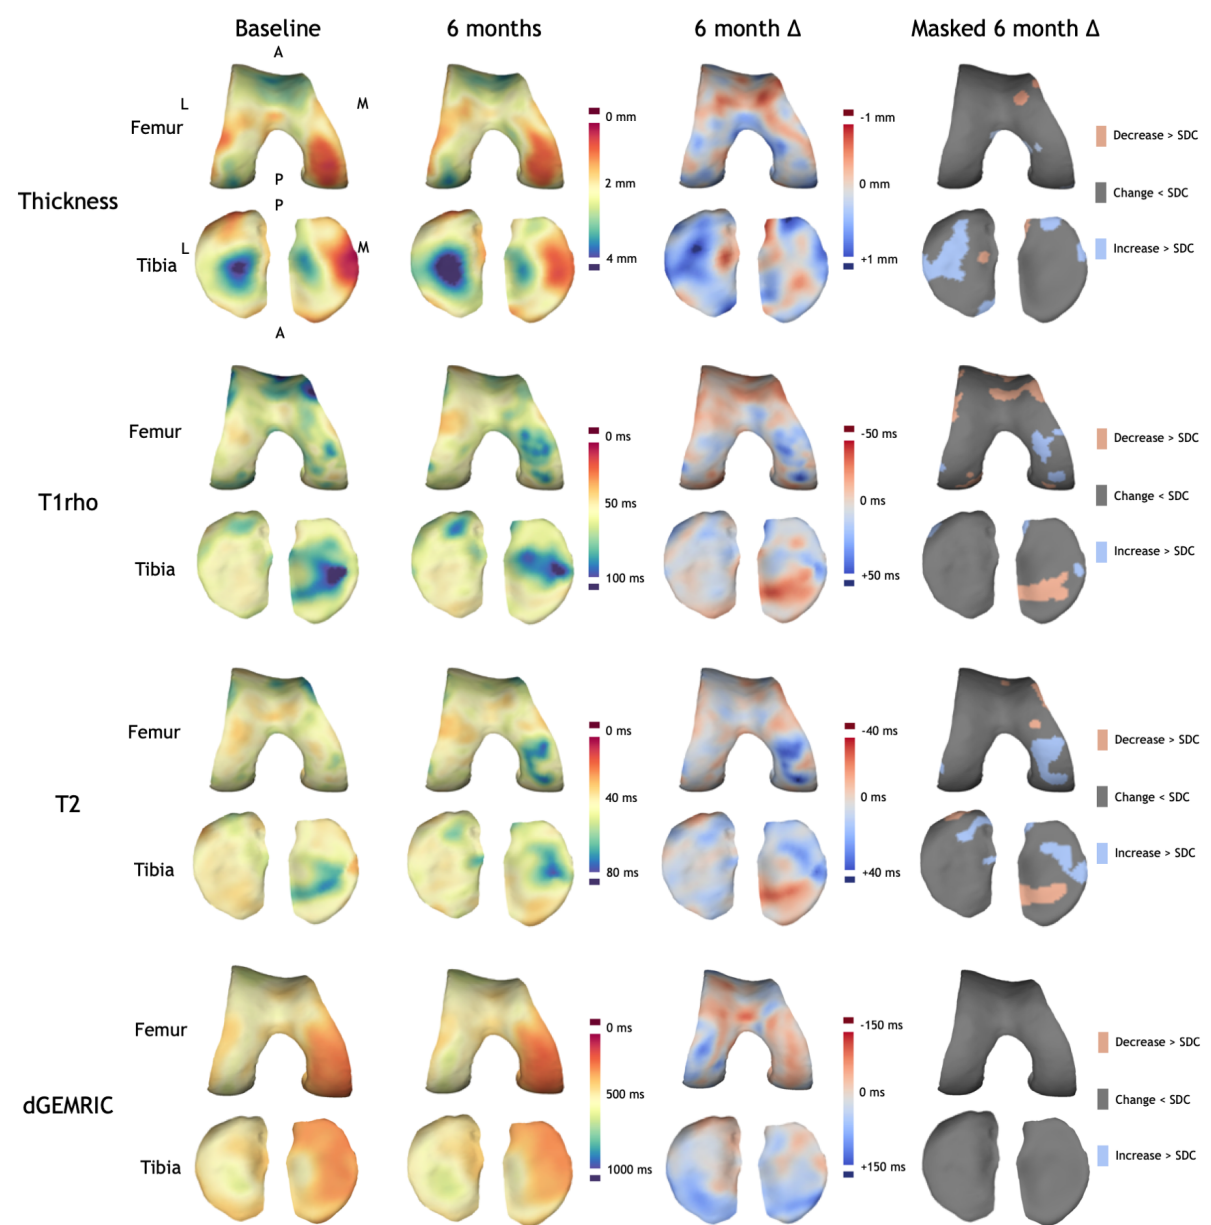 Baseline
6 months
6 month Δ
Masked 6 month Δ
A
L
M
Femur
P
Thickness
P
L
M
Tibia
A
0 mm
2 mm
4 mm
-1 mm
0 mm
+1 mm
Decrease > SDC
Change < SDC
Increase > SDC
Femur
T1rho
Tibia
0 ms
50 ms
100 ms
-50 ms
0 ms
+50 ms
Decrease > SDC
Change < SDC
Increase > SDC
Femur
T2
Tibia
0 ms
40 ms
80 ms
-40 ms
0 ms
+40 ms
Decrease > SDC
Change < SDC
Increase > SDC
Femur
dGEMRIC
Tibia
0 ms
500 ms
1000 ms
-150 ms
0 ms
+150 ms
Decrease > SDC
Change < SDC
Increase > SDC